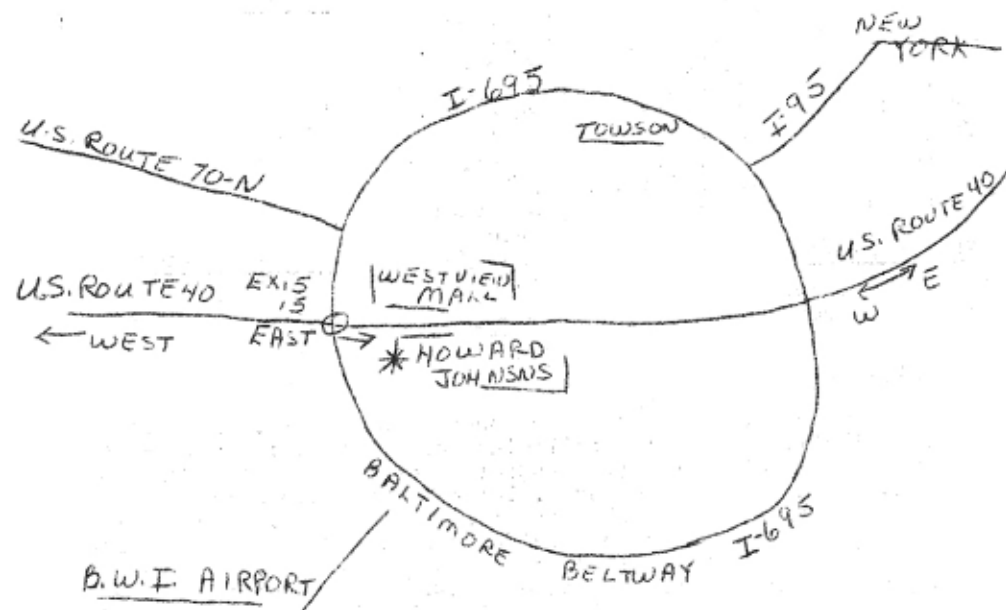 NEW
YORK
I-695
I-95
TOWSON
U.S. ROUTE 70-N
U.S. ROUTE 40
W E
U.S. ROUTE 40
EXIS
15
WESTVIEW
MALL
← WEST
EAST →
* HOWARD
JOHNSNS
BALTIMORE
BELTWAY
I-695
B.W.I. AIRPORT